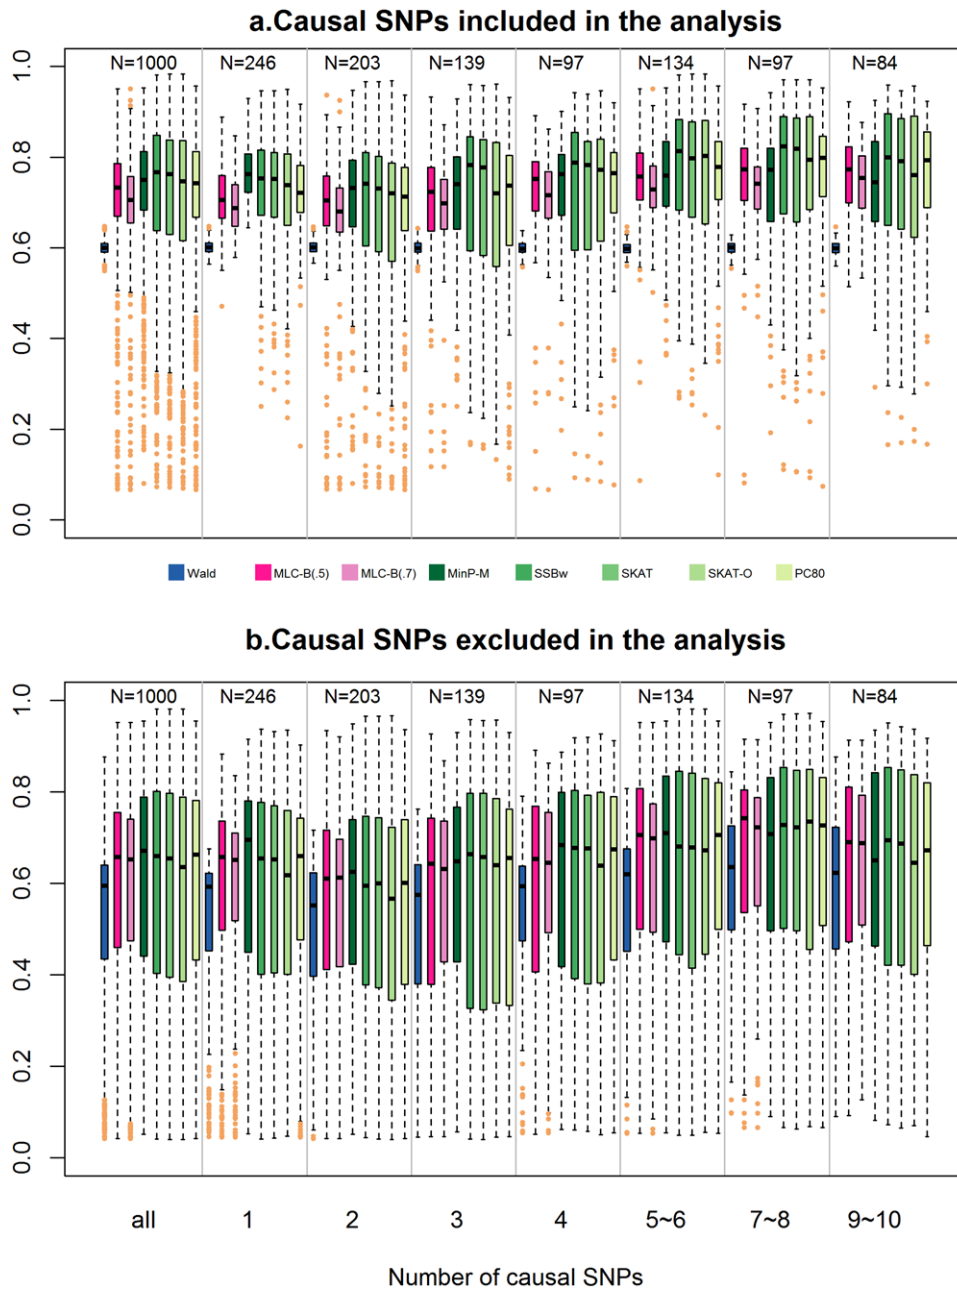 a.Causal SNPs included in the analysis
N=1000 N=246 N=203 N=139 N=97 N=134 N=97 N=84
1.0
0.8
0.6
0.4
0.2
0.0
Wald MLC-B(.5) MLC-B(.7) MinP-M SSBw SKAT SKAT-O PC80
b.Causal SNPs excluded in the analysis
N=1000 N=246 N=203 N=139 N=97 N=134 N=97 N=84
1.0
0.8
0.6
0.4
0.2
0.0
all 1 2 3 4 5~6 7~8 9~10
Number of causal SNPs